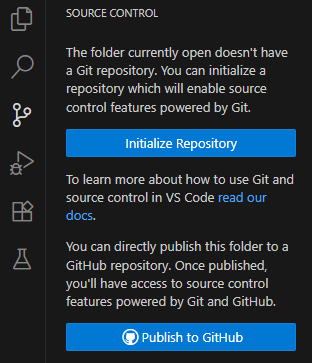 SOURCE CONTROL
The folder currently open doesn't have
a Git repository. You can initialize a
repository which will enable source
control features powered by Git.
Initialize Repository
To learn more about how to use Git and
source control in VS Code read our
docs.
You can directly publish this folder to a
GitHub repository. Once published,
you'll have access to source control
features powered by Git and GitHub.
Publish to GitHub